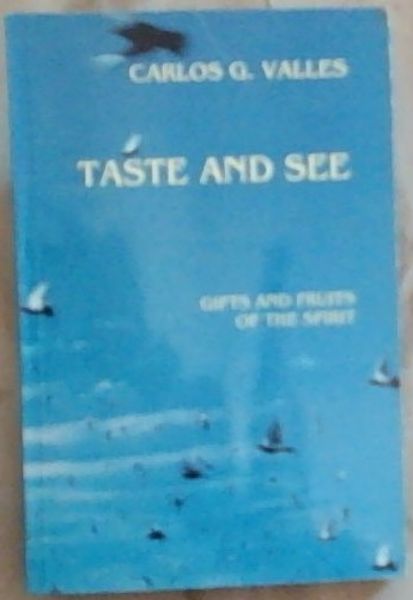 CARLOS G. VALLES
TASTE AND SEE
GIFTS AND FRUITS
OF THE SPIRIT